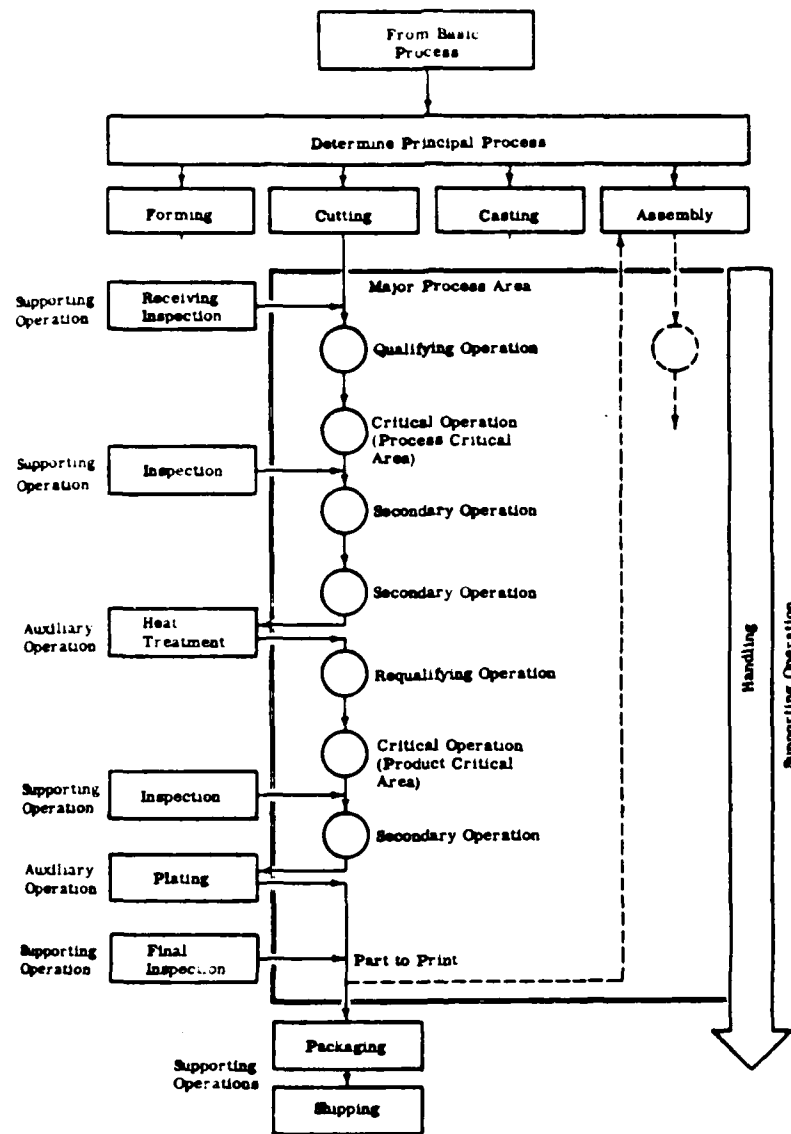 From Basic
Process
Determine Principal Process
Forming
Cutting
Casting
Assembly
Major Process Area
Supporting
Operation
Receiving
Inspection
Qualifying Operation
Critical Operation
(Process Critical
Area)
Supporting
Operation
Inspection
Secondary Operation
Secondary Operation
Auxiliary
Operation
Heat
Treatment
Requalifying Operation
Critical Operation
(Product Critical
Area)
Supporting
Operation
Inspection
Secondary Operation
Auxiliary
Operation
Plating
Supporting
Operation
Final
Inspection
Part to Print
Handling
Supporting Operation
Packaging
Supporting
Operations
Shipping